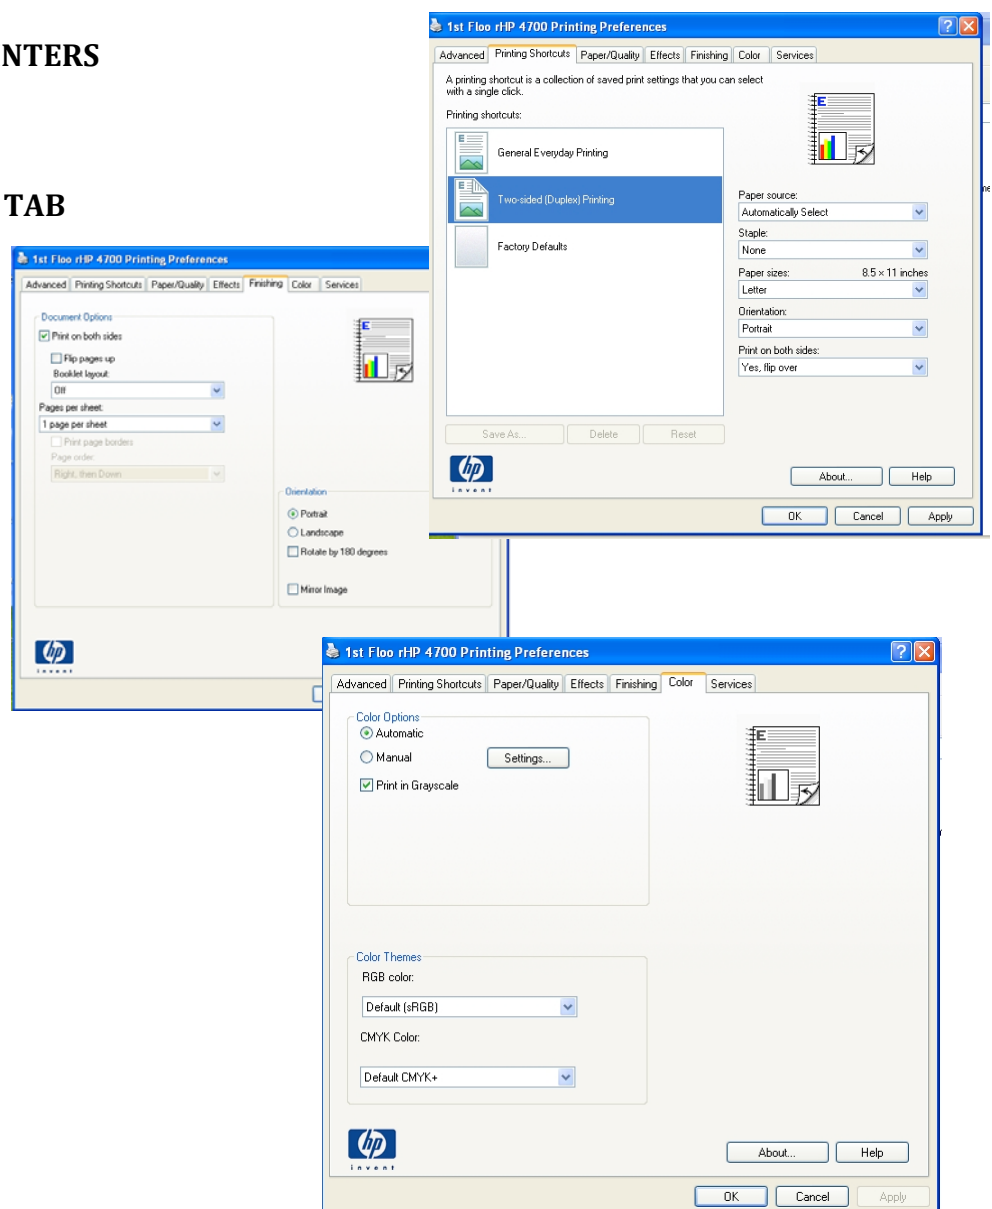 NTERS
TAB
1st Floo rHP 4700 Printing Preferences
Advanced Printing Shortcuts Paper/Quality Effects Finishing Color Services
A printing shortcut is a collection of saved print settings that you can select
with a single click.
Printing shortcuts:
E
General Everyday Printing
E
Two-sided (Duplex) Printing
Factory Defaults
E
Paper source:
Automatically Select
Staple:
None
Paper sizes: 8.5 × 11 inches
Letter
Orientation:
Portrait
Print on both sides:
Yes, flip over
Save As... Delete Reset
hp
invent
About... Help
OK Cancel Apply
1st Floo rHP 4700 Printing Preferences
Advanced Printing Shortcuts Paper/Quality Effects Finishing Color Services
Document Options
Print on both sides
Flip pages up
Booklet layout:
Off
Pages per sheet:
1 page per sheet
Print page borders
Page order:
Right, then Down
E
Orientation
Portrait
Landscape
Rotate by 180 degrees
Mirror Image
hp
invent
1st Floo rHP 4700 Printing Preferences
Advanced Printing Shortcuts Paper/Quality Effects Finishing Color Services
Color Options
Automatic
Manual Settings...
Print in Grayscale
E
Color Themes
RGB color:
Default (sRGB)
CMYK Color:
Default CMYK+
hp
invent
About... Help
OK Cancel Apply